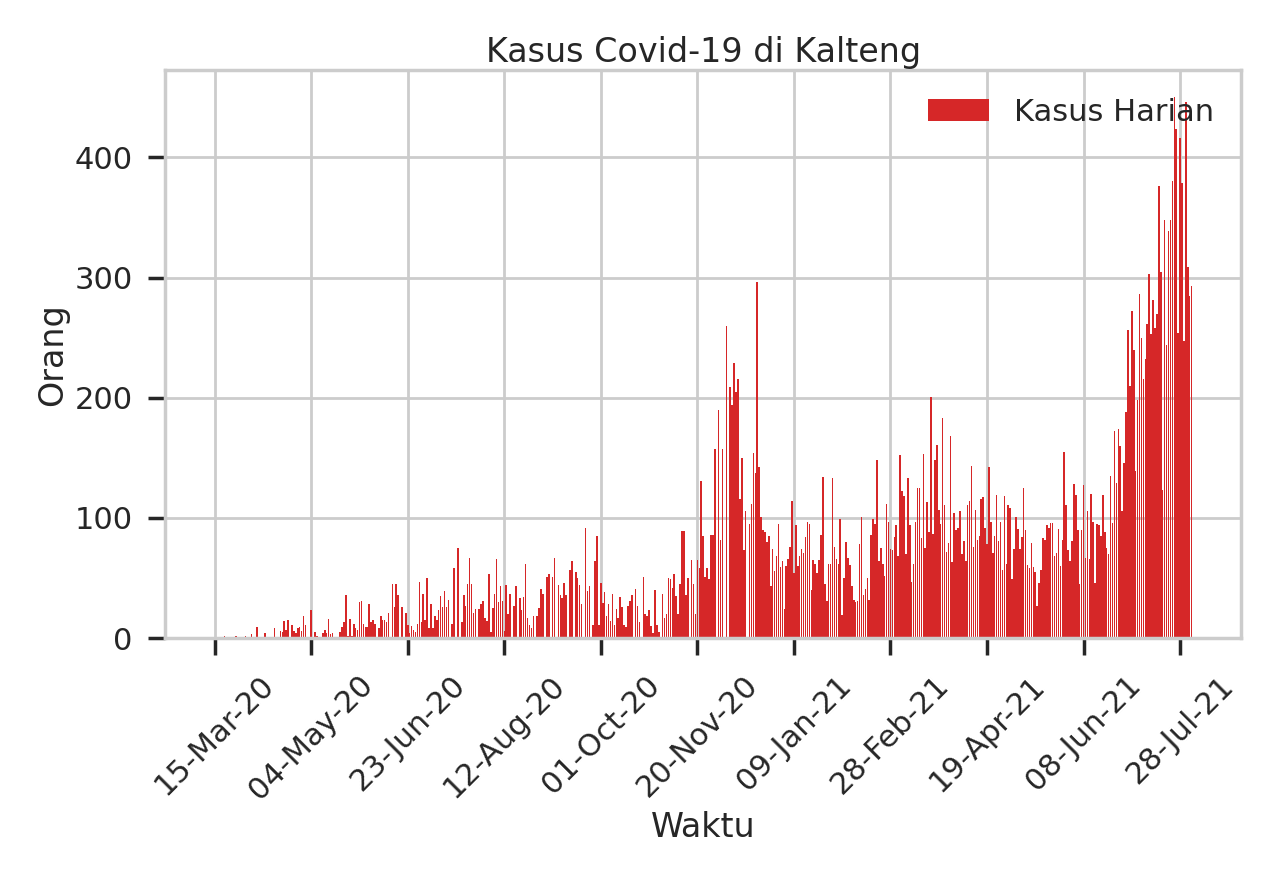 Kasus Covid-19 di Kalteng
Kasus Harian
Orang
400
300
200
100
0
15-Mar-20
04-May-20
23-Jun-20
12-Aug-20
01-Oct-20
20-Nov-20
09-Jan-21
28-Feb-21
19-Apr-21
08-Jun-21
28-Jul-21
Waktu